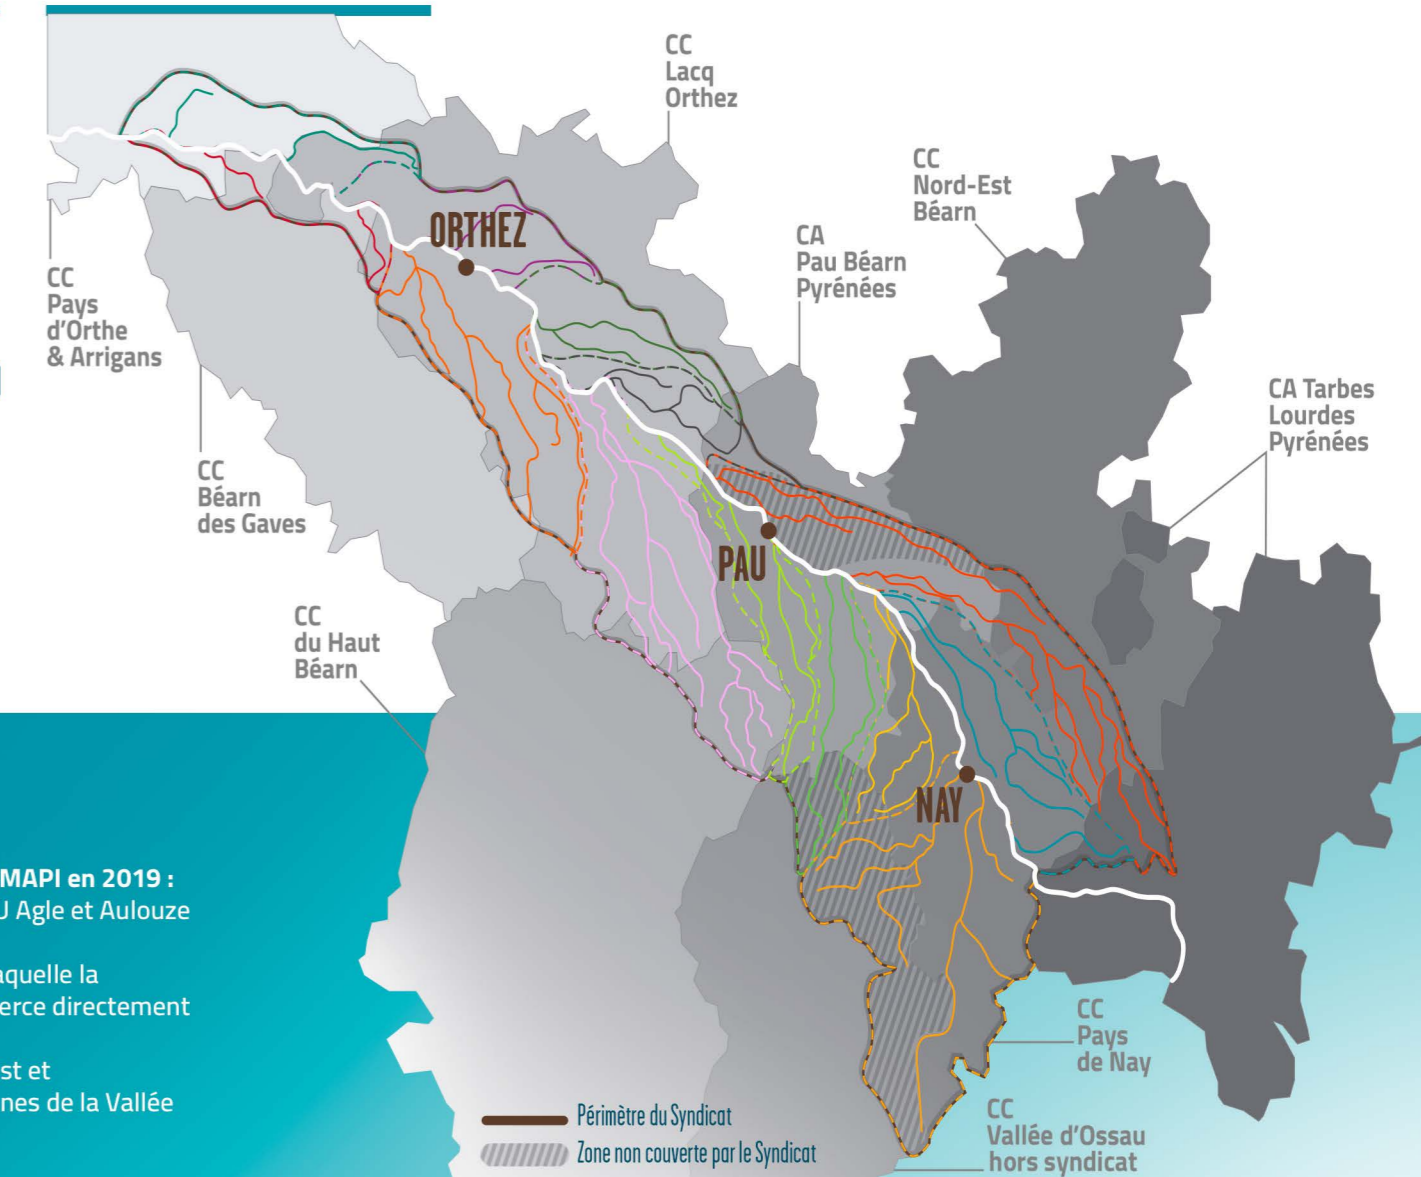 CC
Lacq
Orthez
CC
Nord-Est
Béarn
CA
Pau Béarn
Pyrénées
ORTHEZ
CC
Pays
d'Orthe
& Arrigans
CA Tarbes
Lourdes
Pyrénées
CC
Béarn
des Gaves
PAU
CC
du Haut
Béarn
NAY
MAPI en 2019 :
Agle et Aulouze
aquelle la
erce directement
st et
nes de la Vallée
CC
Pays
de Nay
CC
Vallée d'Ossau
hors syndicat
Périmètre du Syndicat
Zone non couverte par le Syndicat